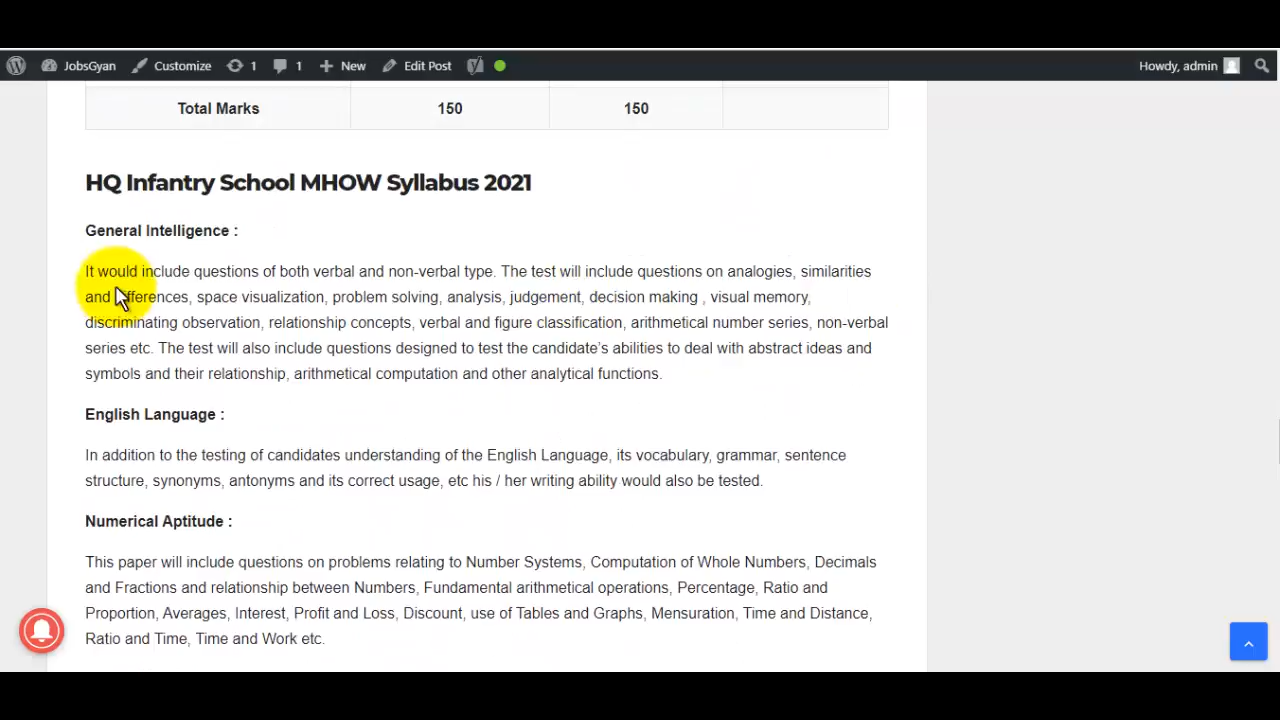 JobsGyan Customize 1 1 New Edit Post Howdy, admin
Total Marks 150 150
HQ Infantry School MHOW Syllabus 2021
General Intelligence :
It would include questions of both verbal and non-verbal type. The test will include questions on analogies, similarities
and differences, space visualization, problem solving, analysis, judgement, decision making , visual memory,
discriminating observation, relationship concepts, verbal and figure classification, arithmetical number series, non-verbal
series etc. The test will also include questions designed to test the candidate’s abilities to deal with abstract ideas and
symbols and their relationship, arithmetical computation and other analytical functions.
English Language :
In addition to the testing of candidates understanding of the English Language, its vocabulary, grammar, sentence
structure, synonyms, antonyms and its correct usage, etc his / her writing ability would also be tested.
Numerical Aptitude :
This paper will include questions on problems relating to Number Systems, Computation of Whole Numbers, Decimals
and Fractions and relationship between Numbers, Fundamental arithmetical operations, Percentage, Ratio and
Proportion, Averages, Interest, Profit and Loss, Discount, use of Tables and Graphs, Mensuration, Time and Distance,
Ratio and Time, Time and Work etc.